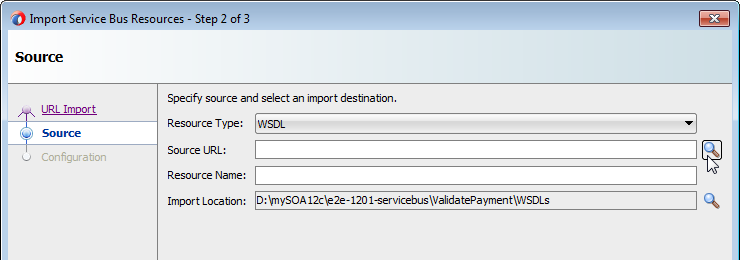 Import Service Bus Resources - Step 2 of 3
Source
URL Import
Source
Configuration
Specify source and select an import destination.
Resource Type: WSDL
Source URL:
Resource Name:
Import Location: D:\mySOA12c\e2e-1201-servicebus\ValidatePayment\WSDLs